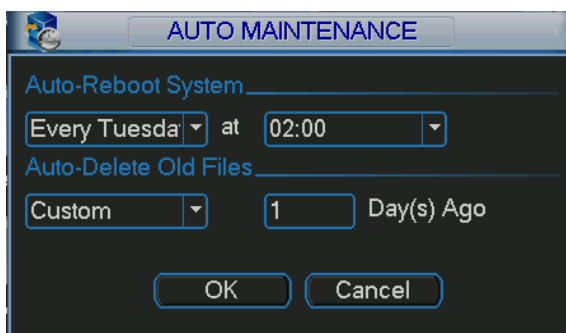 AUTO MAINTENANCE
Auto-Reboot System
Every Tuesda at 02:00
Auto-Delete Old Files
Custom 1 Day(s) Ago
OK Cancel